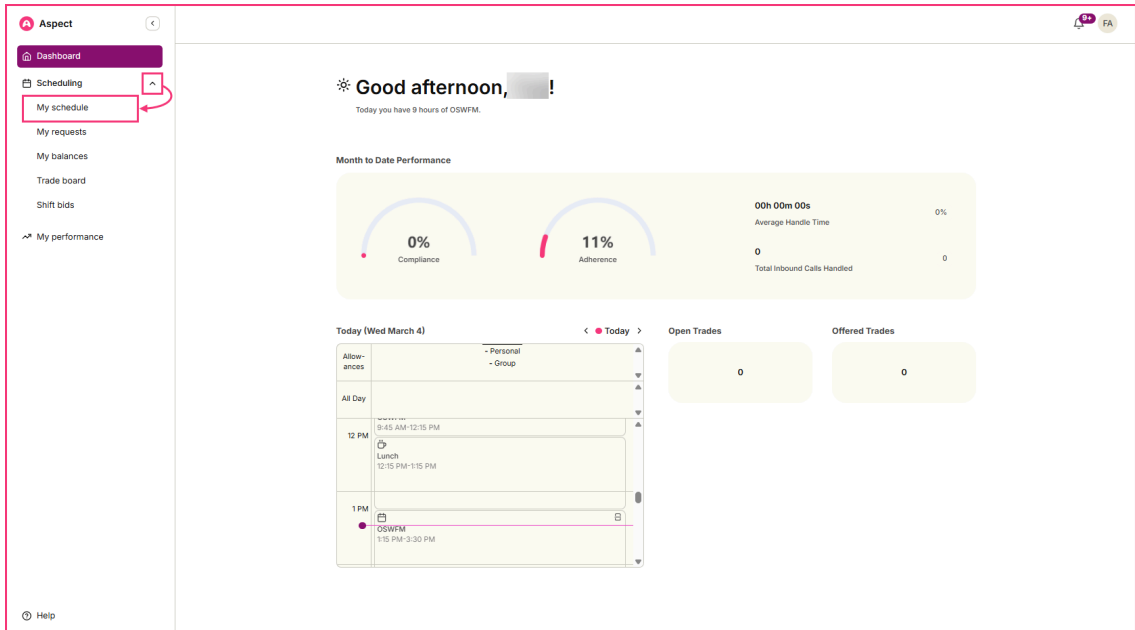 Aspect
9+
FA
Dashboard
Scheduling
My schedule
My requests
My balances
Trade board
Shift bids
My performance
Help
Good afternoon, !
Today you have 9 hours of OSWFM.
Month to Date Performance
0%
Compliance
11%
Adherence
00h 00m 00s
Average Handle Time
0%
0
Total Inbound Calls Handled
0
Today (Wed March 4)
Today
Allow-
ances
- Personal
- Group
All Day
12 PM
OSWFM
9:45 AM-12:15 PM
Lunch
12:15 PM-1:15 PM
1 PM
OSWFM
1:15 PM-3:30 PM
Open Trades
0
Offered Trades
0